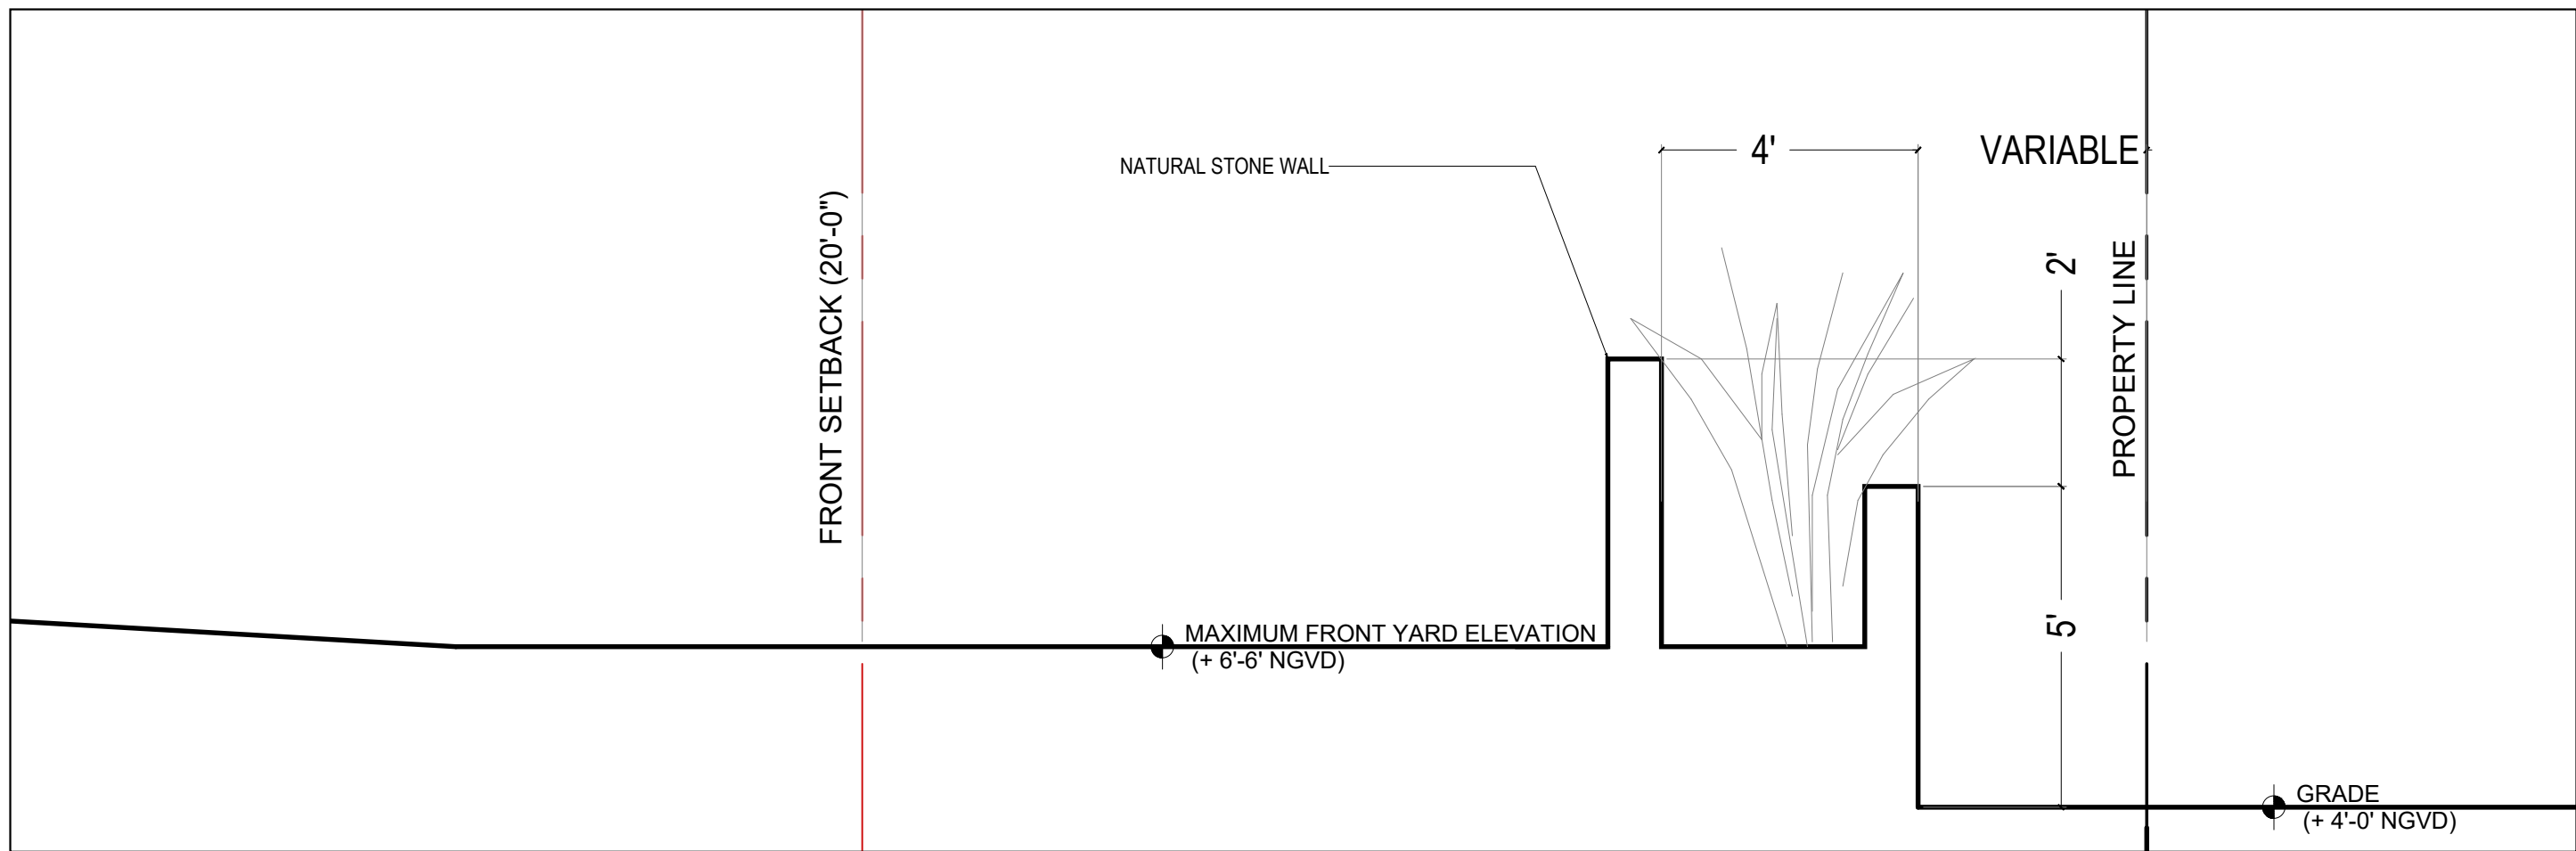 VARIABLE
4'
NATURAL STONE WALL
FRONT SETBACK (20'-0")
2'
PROPERTY LINE
5'
MAXIMUM FRONT YARD ELEVATION
(+ 6'-6' NGVD)
GRADE
(+ 4'-0' NGVD)